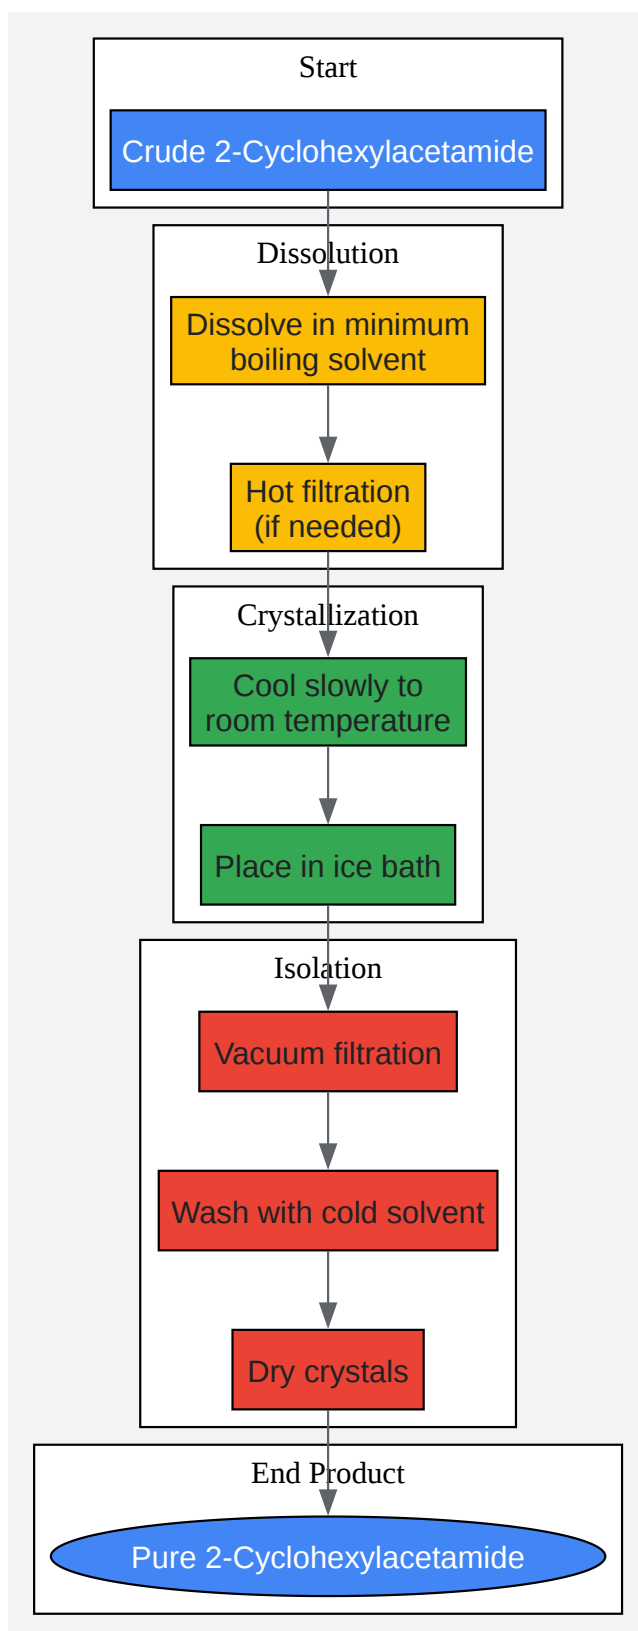 Start
Crude 2-Cyclohexylacetamide
Dissolution
Dissolve in minimum
boiling solvent
Hot filtration
(if needed)
Crystallization
Cool slowly to
room temperature
Place in ice bath
Isolation
Vacuum filtration
Wash with cold solvent
Dry crystals
End Product
Pure 2-Cyclohexylacetamide